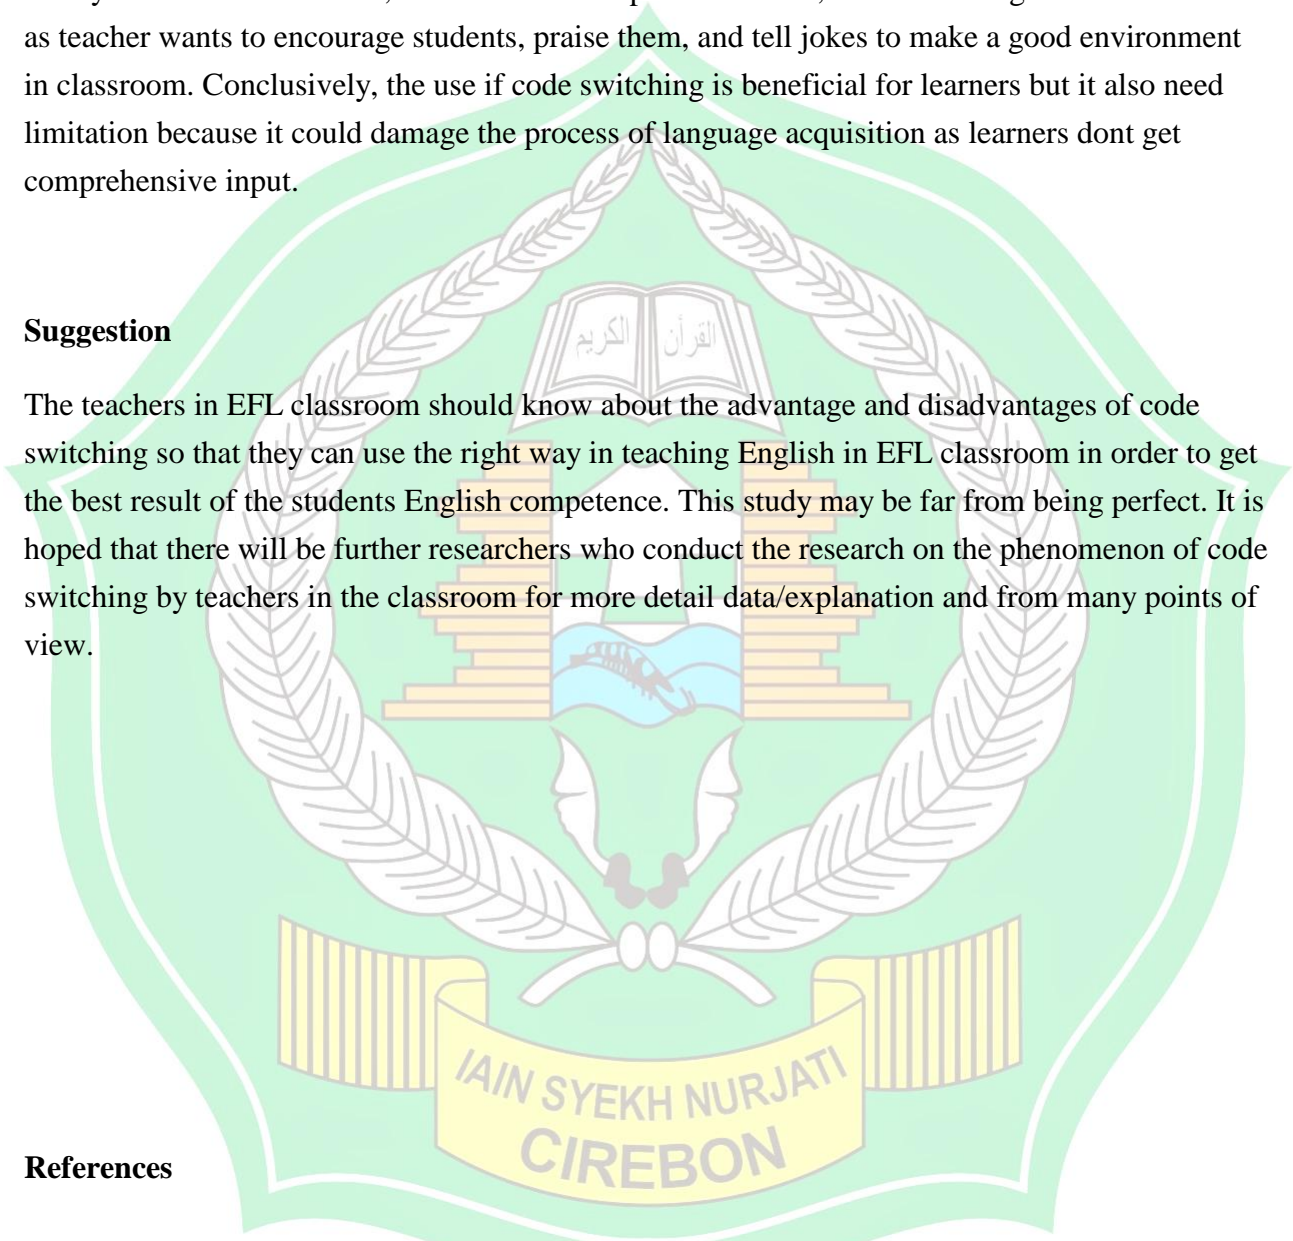 as teacher wants to encourage students, praise them, and tell jokes to make a good environment
in classroom. Conclusively, the use if code switching is beneficial for learners but it also need
limitation because it could damage the process of language acquisition as learners dont get
comprehensive input.
Suggestion
The teachers in EFL classroom should know about the advantage and disadvantages of code
switching so that they can use the right way in teaching English in EFL classroom in order to get
the best result of the students English competence. This study may be far from being perfect. It is
hoped that there will be further researchers who conduct the research on the phenomenon of code
switching by teachers in the classroom for more detail data/explanation and from many points of
view.
القرأن الكريم
IAIN SYEKH NURJATI
CIREBON
References